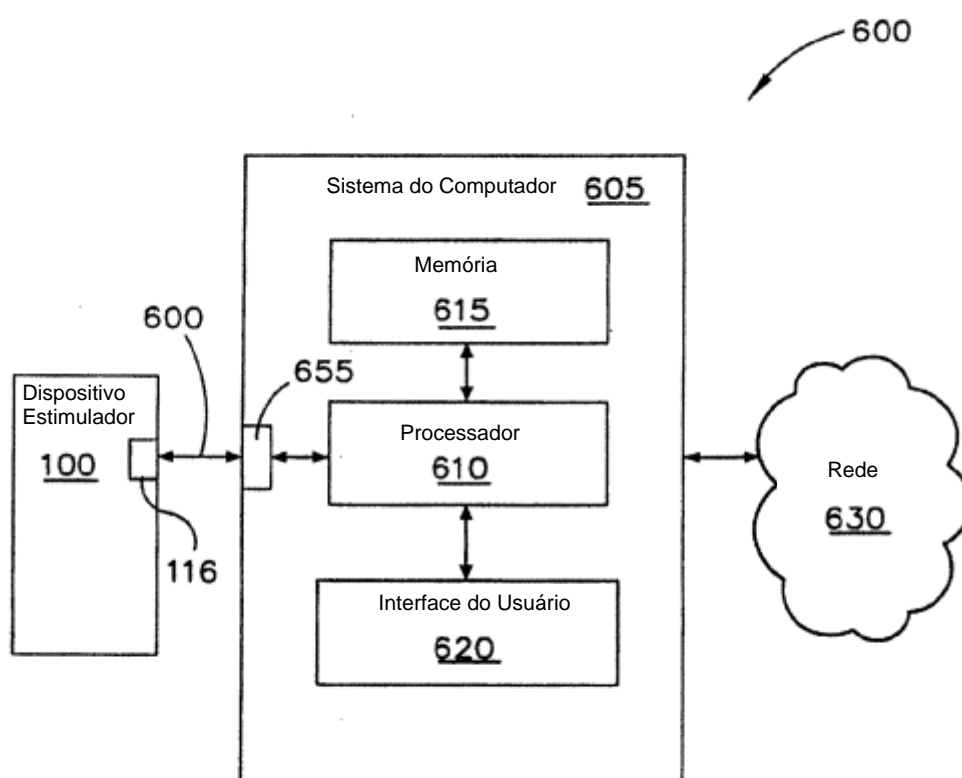 600
Sistema do Computador 605
Memória
615
600
655
Dispositivo
Estimulador
100
Processador
610
Rede
630
116
Interface do Usuário
620